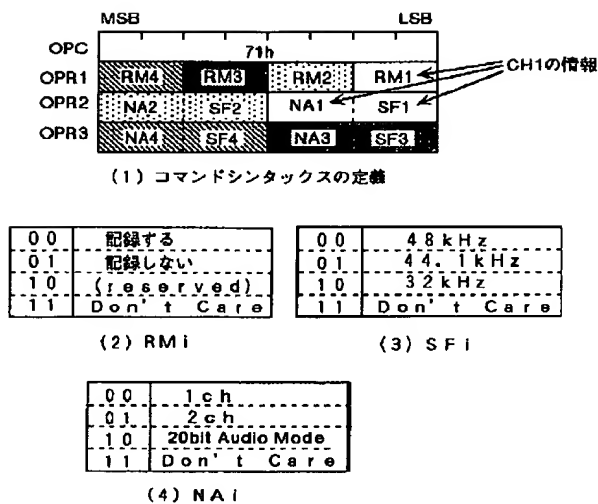 MSB LSB
OPC 71h
OPR1 RM4 RM3 RM2 RM1
CH1の情報
OPR2 NA2 SF2 NA1 SF1
OPR3 NA4 SF4 NA3 SF3
(1) コマンドシンタックスの定義
00 記録する
01 記録しない
10 (reserved)
11 Don't Care
(2) RMi
00 48kHz
01 44.1kHz
10 32kHz
11 Don't Care
(3) SFi
00 1ch
01 2ch
10 20bit Audio Mode
11 Don't Care
(4) NAi